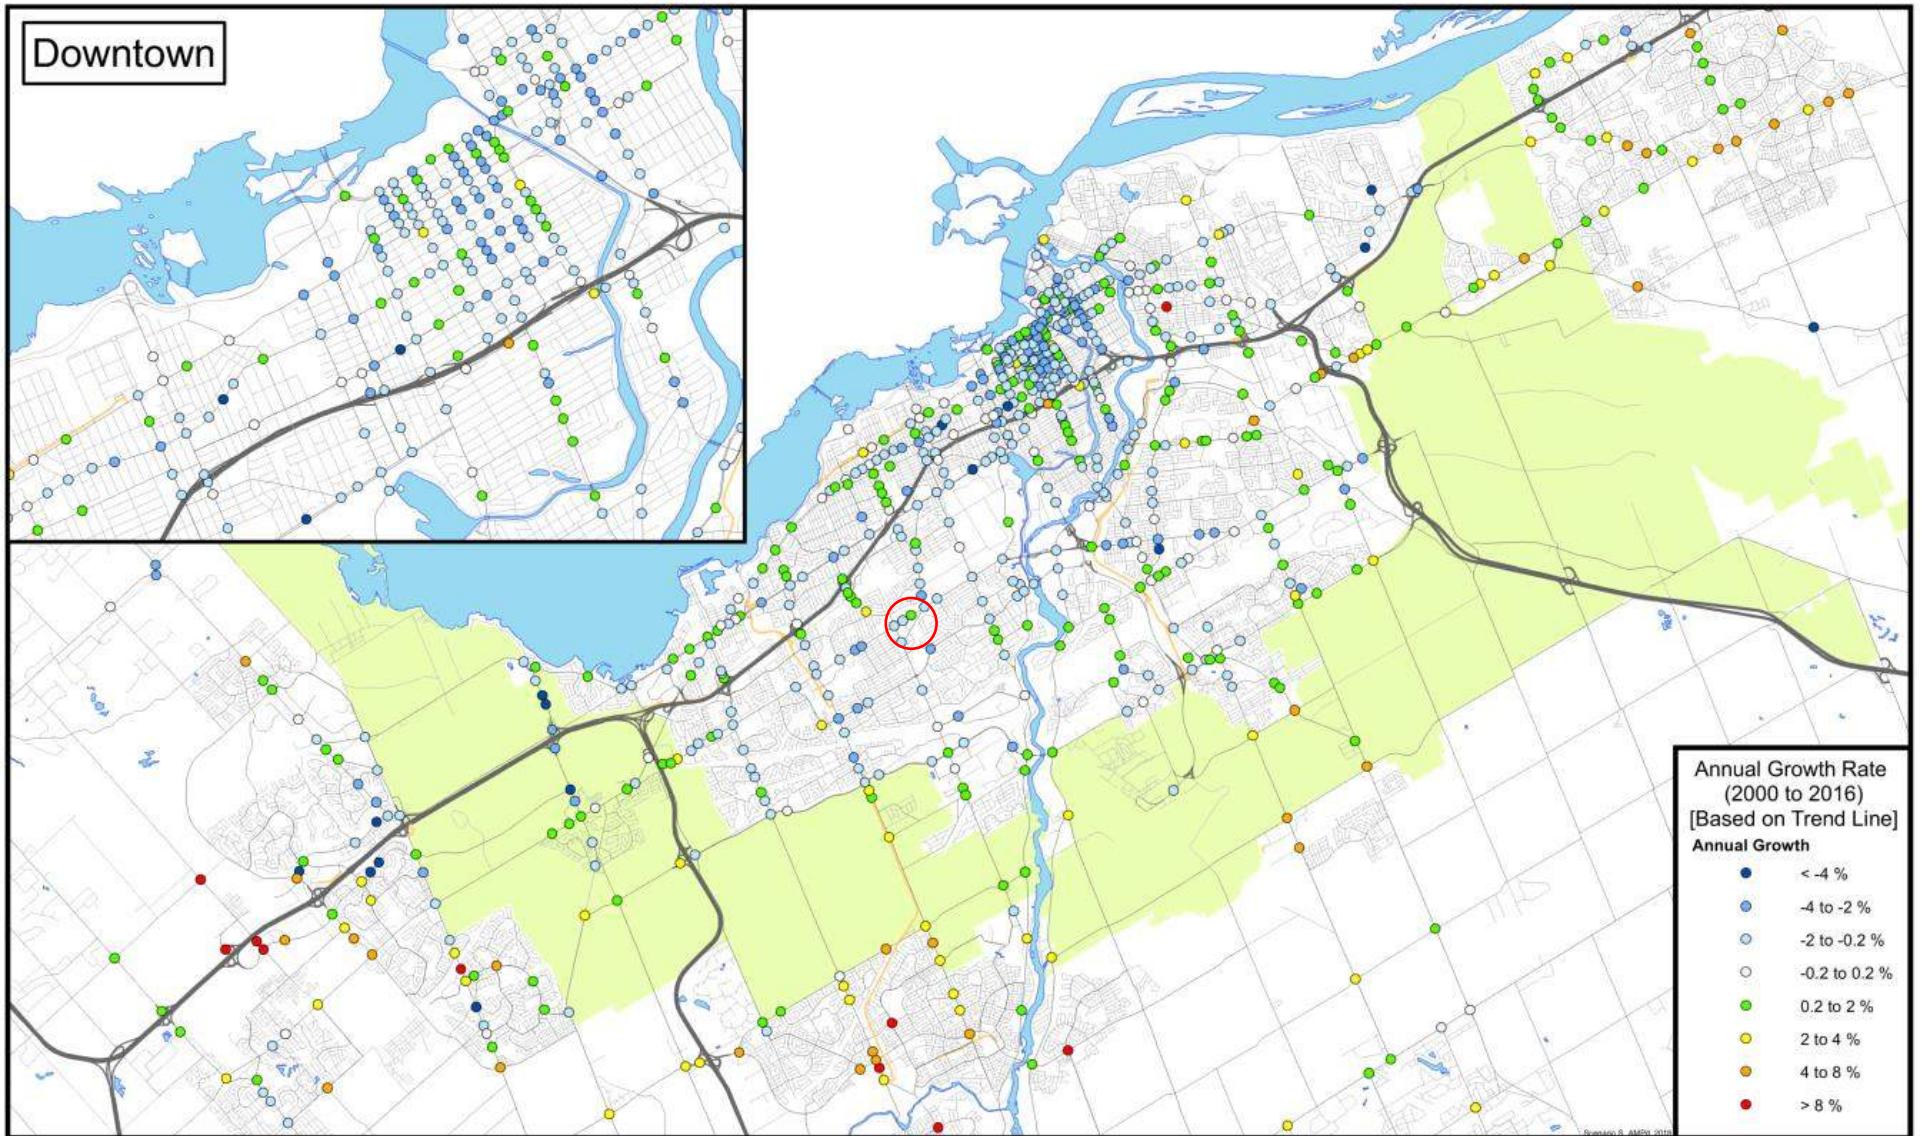 Downtown
Annual Growth Rate
(2000 to 2016)
[Based on Trend Line]
Annual Growth
< -4 %
-4 to -2 %
-2 to -0.2 %
-0.2 to 0.2 %
0.2 to 2 %
2 to 4 %
4 to 8 %
> 8 %